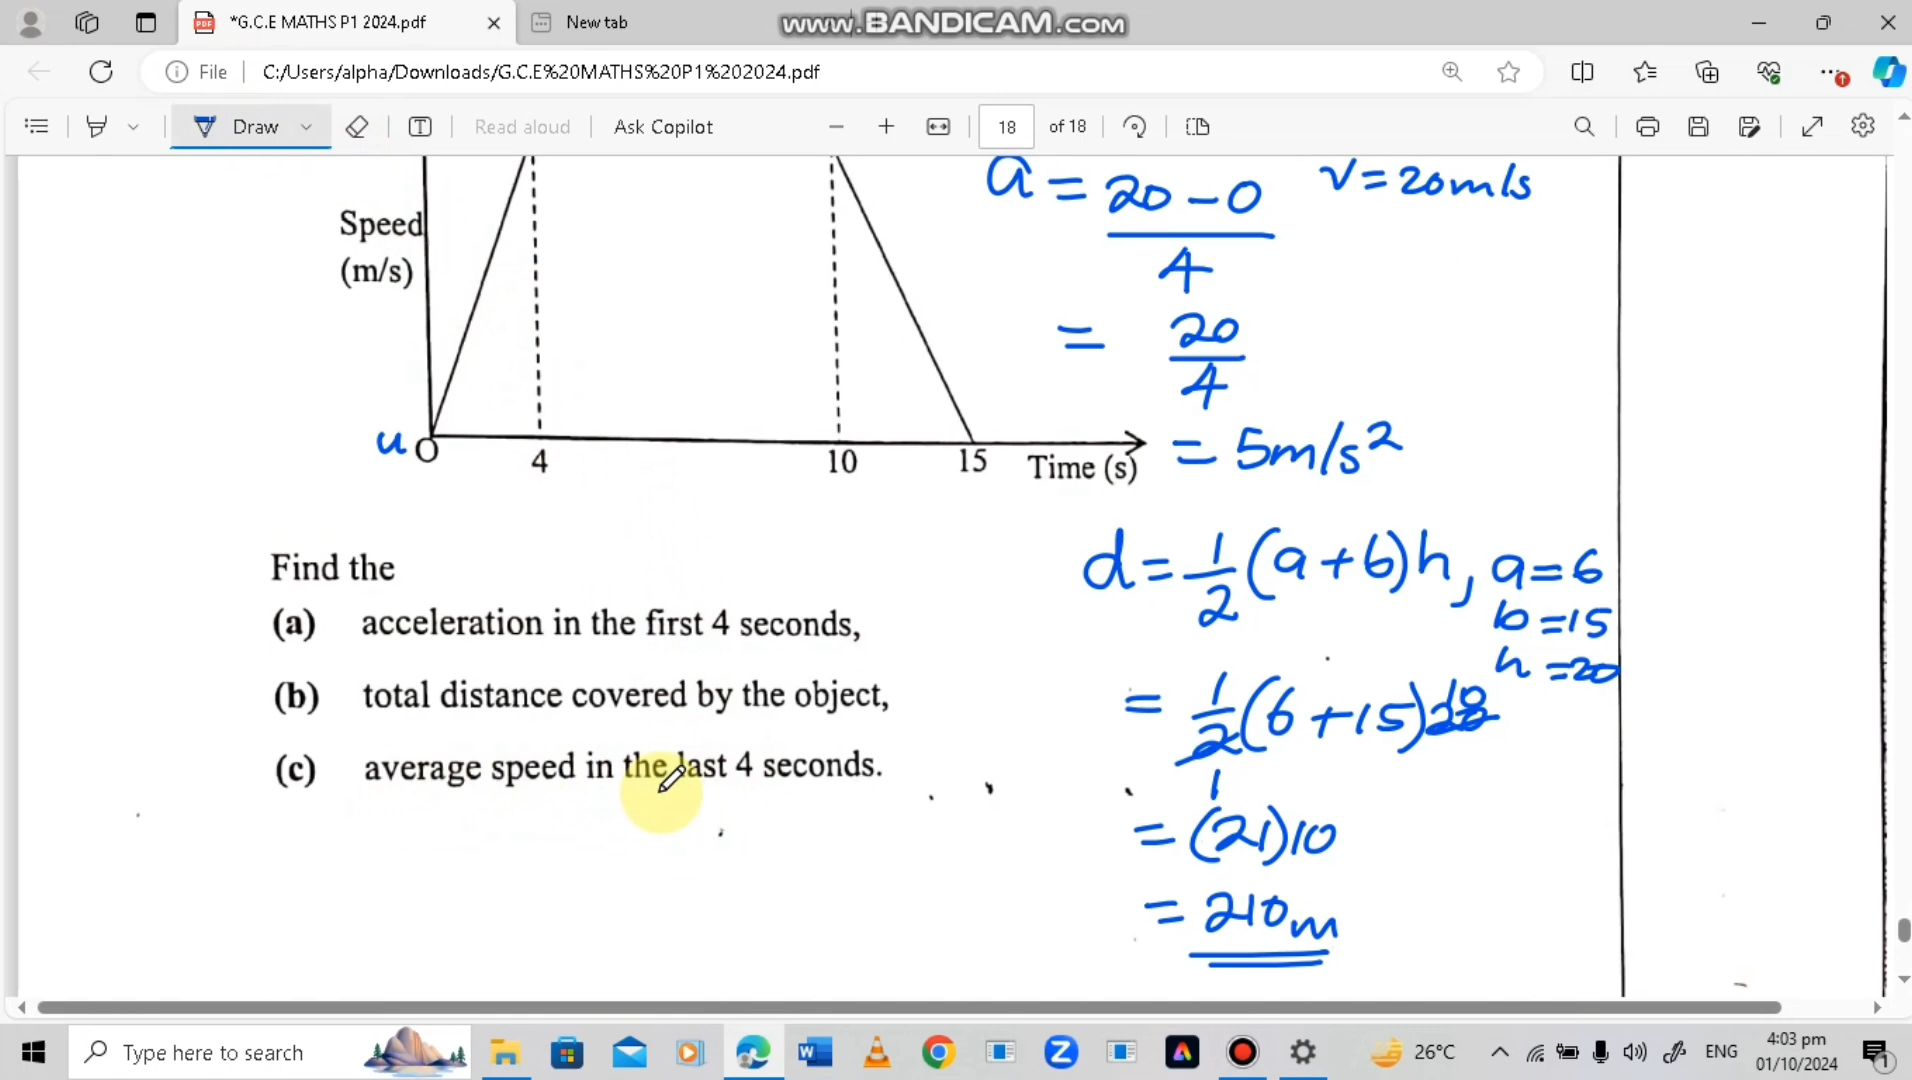 *G.C.E MATHS P1 2024.pdf
New tab
www.BANDICAM.com
File
C:/Users/alpha/Downloads/G.C.E%20MATHS%20P1%202024.pdf
Draw
Read aloud
Ask Copilot
18
of 18
a = 20 - 0
4
v = 20m/s
Speed
(m/s)
= 20
4
= 5m/s²
u
O
4
10
15
Time (s)
d = 1/2 (a + b)h, a = 6
b = 15
h = 20
Find the
(a) acceleration in the first 4 seconds,
(b) total distance covered by the object,
= 1/2 (6 + 15)20 10
1
(c) average speed in the last 4 seconds.
= (21)10
= 210m
Type here to search
26°C
ENG
4:03 pm
01/10/2024
1